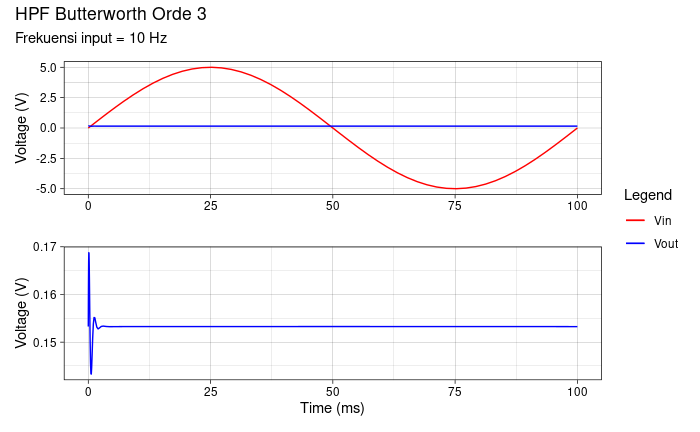 HPF Butterworth Orde 3
Frekuensi input = 10 Hz
Voltage (V)
5.0
2.5
0.0
-2.5
-5.0
0 25 50 75 100
Legend
Vin
Vout
Voltage (V)
0.17
0.16
0.15
0 25 50 75 100
Time (ms)